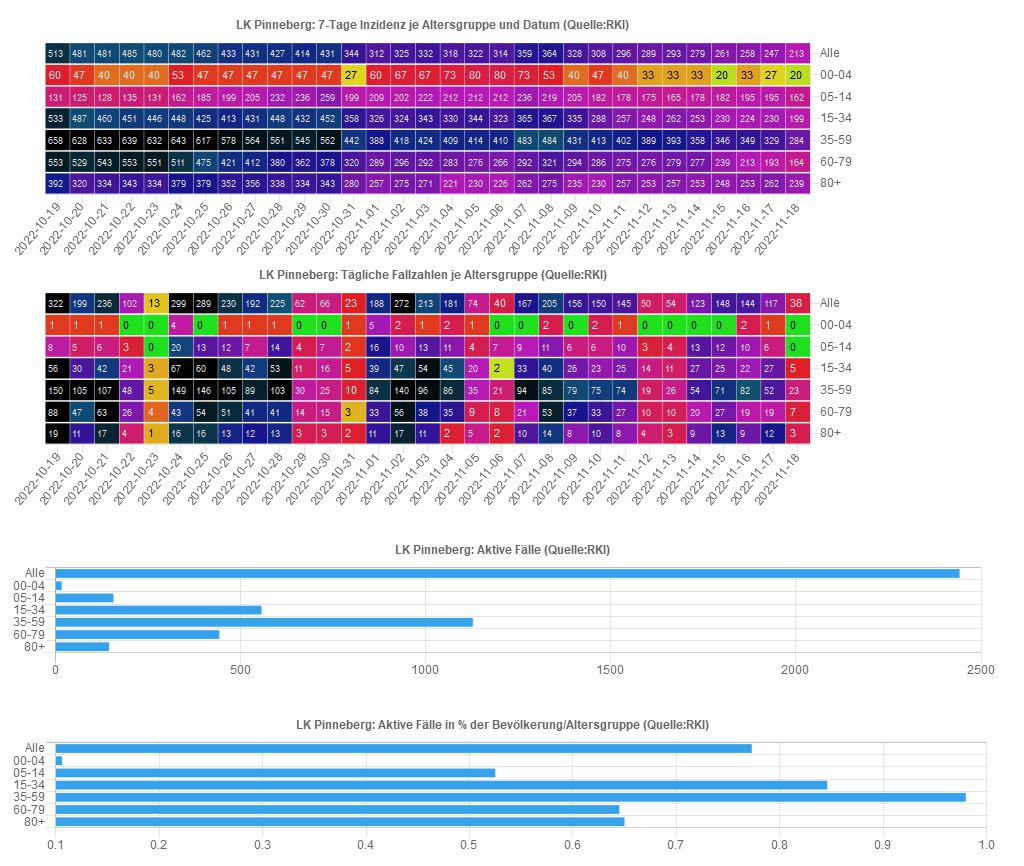 LK Pinneberg: 7-Tage Inzidenz je Altersgruppe und Datum (Quelle:RKI)
513 481 481 485 480 482 462 433 431 427 414 431 344 312 325 332 318 322 314 359 364 328 308 296 289 293 279 261 258 247 213 Alle
60 47 40 40 40 53 47 47 47 47 47 47 27 60 67 67 73 80 80 73 53 40 47 40 33 33 33 20 33 27 20 00-04
131 125 128 135 131 162 185 199 205 232 236 259 199 209 202 222 212 212 212 236 219 205 182 178 175 165 178 182 195 195 162 05-14
533 487 460 451 446 448 425 413 431 448 432 452 358 326 324 343 330 344 323 365 367 335 288 257 248 262 253 230 224 230 199 15-34
658 628 633 639 632 643 617 578 564 561 545 562 442 388 418 424 409 414 410 483 484 431 413 402 392 393 358 346 349 329 284 35-59
553 529 543 553 551 511 475 421 412 380 362 378 320 289 296 292 283 276 266 292 321 294 286 275 276 279 277 239 213 193 164 60-79
392 320 334 343 334 379 379 352 356 338 334 343 280 257 275 271 221 230 226 262 275 235 230 257 253 257 253 248 253 262 239 80+
2022-10-19 2022-10-20 2022-10-21 2022-10-22 2022-10-23 2022-10-24 2022-10-25 2022-10-26 2022-10-27 2022-10-28 2022-10-29 2022-10-30 2022-10-31 2022-11-01 2022-11-02 2022-11-03 2022-11-04 2022-11-05 2022-11-06 2022-11-07 2022-11-08 2022-11-09 2022-11-10 2022-11-11 2022-11-12 2022-11-13 2022-11-14 2022-11-15 2022-11-16 2022-11-17 2022-11-18
LK Pinneberg: Tägliche Fallzahlen je Altersgruppe (Quelle:RKI)
322 199 236 102 13 299 289 230 192 225 62 66 23 188 272 213 181 74 40 167 205 156 150 145 50 54 123 148 144 117 38 Alle
1 1 1 0 0 4 0 1 1 1 0 0 1 5 2 1 2 1 0 0 2 0 2 1 0 0 0 0 2 1 0 00-04
8 5 6 3 0 20 13 12 7 14 4 7 2 16 10 13 11 4 7 9 11 6 6 10 3 4 13 12 10 6 0 05-14
56 30 42 21 3 67 60 48 42 53 11 16 5 39 47 54 45 20 2 33 40 26 23 25 14 11 27 25 22 27 5 15-34
150 105 107 48 5 149 146 105 89 103 30 25 10 84 140 96 86 35 21 94 85 79 75 74 19 26 54 71 82 52 23 35-59
88 47 63 26 4 43 54 51 41 41 14 15 3 33 56 38 35 9 8 21 53 37 33 27 10 10 20 27 19 19 7 60-79
19 11 17 4 1 16 16 13 12 13 3 3 2 11 17 11 2 5 2 10 14 8 10 8 4 3 9 13 9 12 3 80+
2022-10-19 2022-10-20 2022-10-21 2022-10-22 2022-10-23 2022-10-24 2022-10-25 2022-10-26 2022-10-27 2022-10-28 2022-10-29 2022-10-30 2022-10-31 2022-11-01 2022-11-02 2022-11-03 2022-11-04 2022-11-05 2022-11-06 2022-11-07 2022-11-08 2022-11-09 2022-11-10 2022-11-11 2022-11-12 2022-11-13 2022-11-14 2022-11-15 2022-11-16 2022-11-17 2022-11-18
LK Pinneberg: Aktive Fälle (Quelle:RKI)
Alle
00-04
05-14
15-34
35-59
60-79
80+
0 500 1000 1500 2000 2500
LK Pinneberg: Aktive Fälle in % der Bevölkerung/Altersgruppe (Quelle:RKI)
Alle
00-04
05-14
15-34
35-59
60-79
80+
0.1 0.2 0.3 0.4 0.5 0.6 0.7 0.8 0.9 1.0